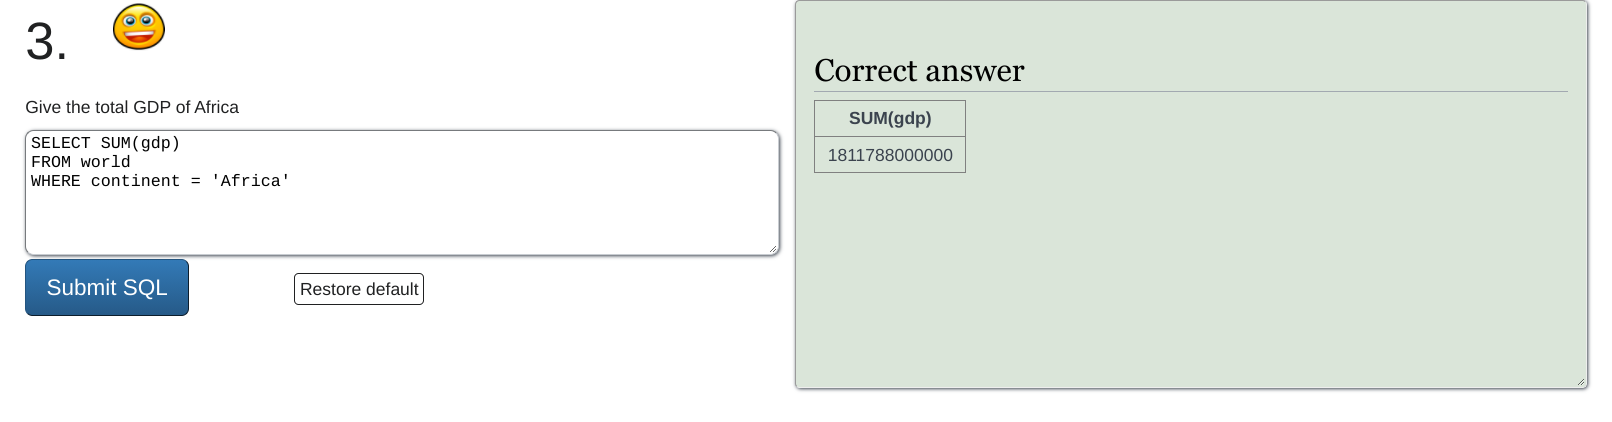 3.
Give the total GDP of Africa
SELECT SUM(gdp)
FROM world
WHERE continent = 'Africa'
Submit SQL
Restore default
Correct answer
SUM(gdp)
1811788000000